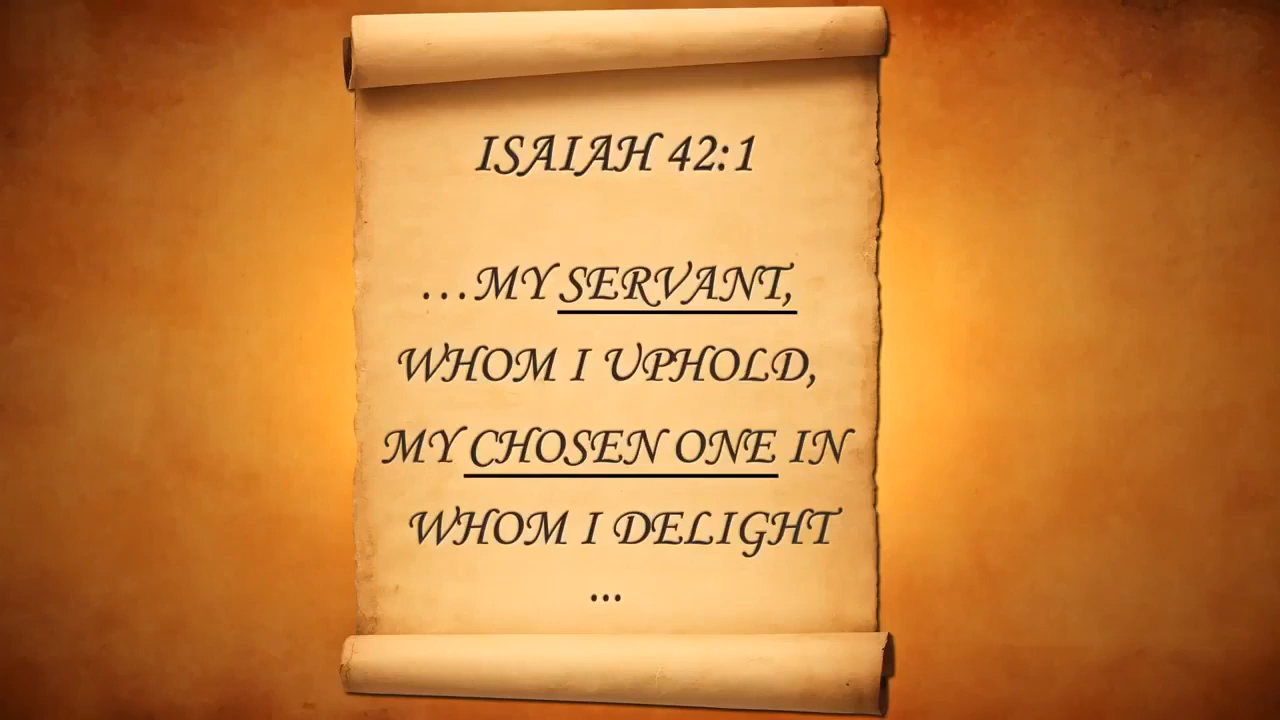 ISAIAH 42:1
...MY SERVANT,
WHOM I UPHOLD,
MY CHOSEN ONE IN
WHOM I DELIGHT
...